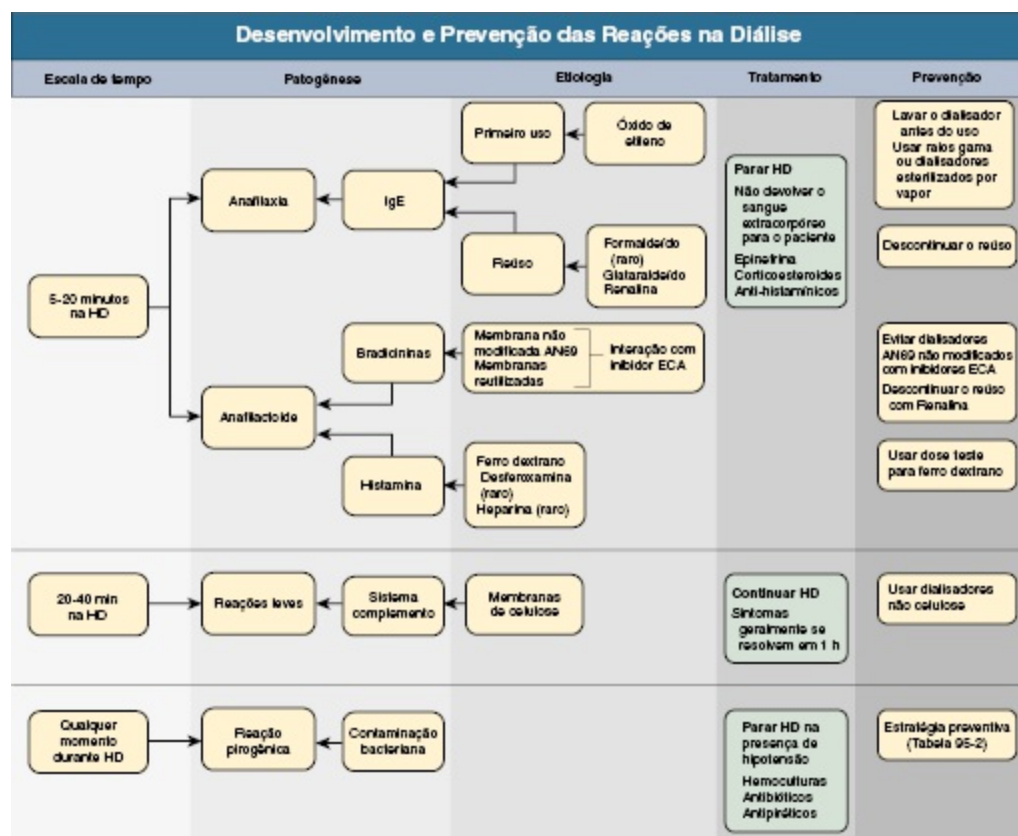 Desenvolvimento e Prevenção das Reações na Diálise
Escala de tempo
Patogênese
Etiologia
Tratamento
Prevenção
5-20 minutos
na HD
Anafilaxia
IgE
Primeiro uso
Óxido de
etileno
Reúso
Formaldeído
(raro)
Glutaraldeído
Renalina
Anafilactoide
Bradicininas
Membrana não
modificada AN69
Membranas
reutilizadas
Interação com
inibidor ECA
Histamina
Ferro dextrano
Desferoxamina
(raro)
Heparina (raro)
Parar HD
Não devolver o
sangue
extracorpóreo
para o paciente
Epinefrina
Corticoesteroides
Anti-histamínicos
Lavar o dialisador
antes do uso
Usar raios gama
ou dialisadores
esterilizados por
vapor
Descontinuar o reúso
Evitar dialisadores
AN69 não modificados
com inibidores ECA
Descontinuar o reúso
com Renalina
Usar dose teste
para ferro dextrano
20-40 min
na HD
Reações leves
Sistema
complemento
Membranas
de celulose
Continuar HD
Sintomas
geralmente se
resolvem em 1 h
Usar dialisadores
não celulose
Qualquer
momento
durante HD
Reação
pirogênica
Contaminação
bacteriana
Parar HD na
presença de
hipotensão
Hemoculturas
Antibióticos
Antipiréticos
Estratégia preventiva
(Tabela 95-2)